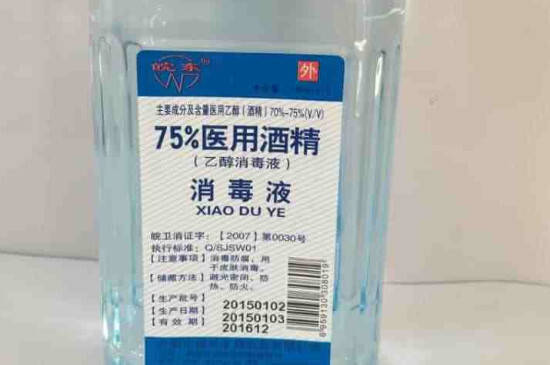 皖东
外
主要成分及含量医用乙醇（酒精）70%-75%(V/V)
75%医用酒精
（乙醇消毒液）
消毒液
XIAO DU YE
皖卫消证字：【2007】第0030号
执行标准：Q/SJSW01
【注意事项】消毒防腐，用
于皮肤消毒。
【储藏方法】避光密闭、防
热、防火。
【生产批号】20150102
【生产日期】20150103
【有效期】201612
6959130308019